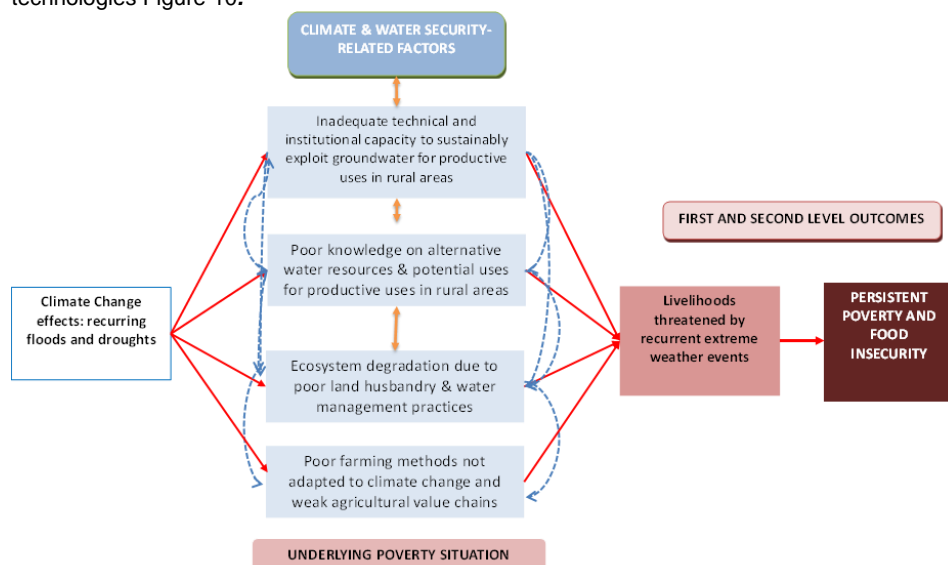 technologies Figure 10.
CLIMATE & WATER SECURITY-
RELATED FACTORS
Inadequate technical and
institutional capacity to sustainably
exploit groundwater for productive
uses in rural areas
FIRST AND SECOND LEVEL OUTCOMES
Poor knowledge on alternative
water resources & potential uses
for productive uses in rural areas
Climate Change
effects: recurring
floods and droughts
Livelihoods
threatened by
recurrent extreme
weather events
PERSISTENT
POVERTY AND
FOOD
INSECURITY
Ecosystem degradation due to
poor land husbandry & water
management practices
Poor farming methods not
adapted to climate change and
weak agricultural value chains
UNDERLYING POVERTY SITUATION